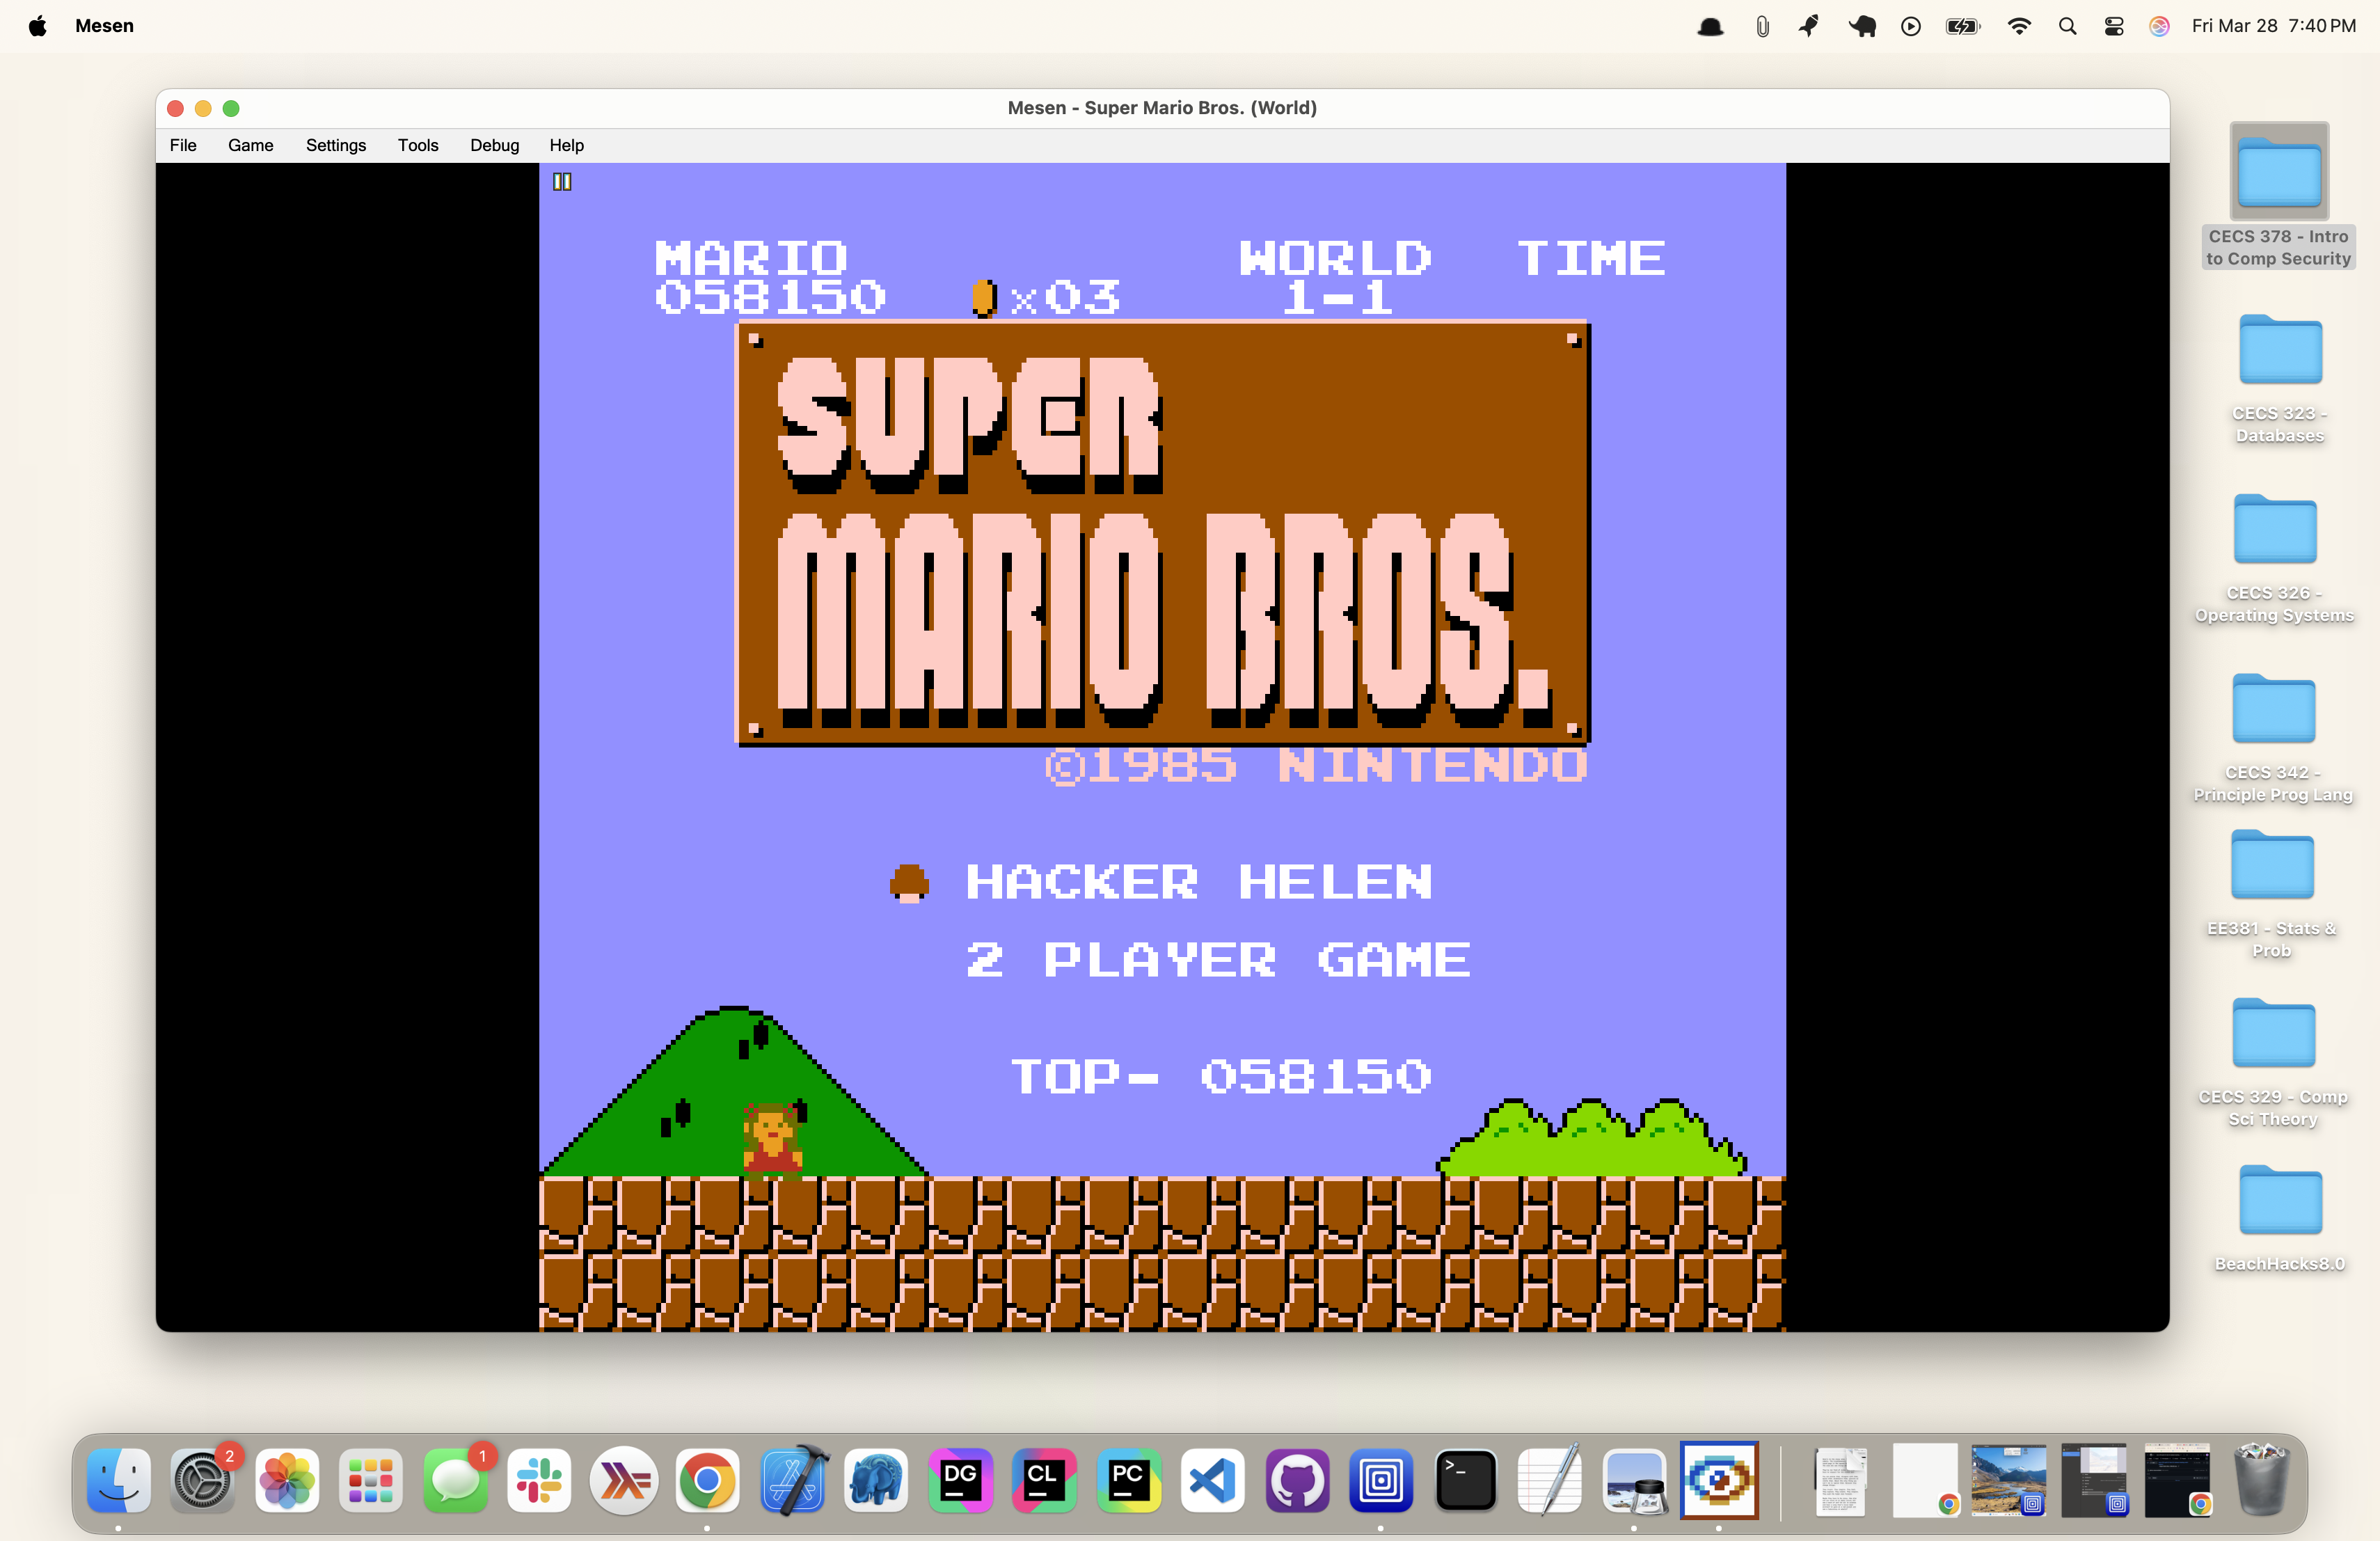 Mesen
Fri Mar 28 7:40 PM
Mesen - Super Mario Bros. (World)
File Game Settings Tools Debug Help
MARIO WORLD TIME
058150 x03 1-1
SUPER
MARIO BROS.
©1985 NINTENDO
HACKER HELEN
2 PLAYER GAME
TOP- 058150
CECS 378 - Intro
to Comp Security
CECS 323 -
Databases
CECS 326 -
Operating Systems
CECS 342 -
Principle Prog Lang
EE381 - Stats &
Prob
CECS 329 - Comp
Sci Theory
BeachHacks8.0
2
1
DG
CL
PC
>_